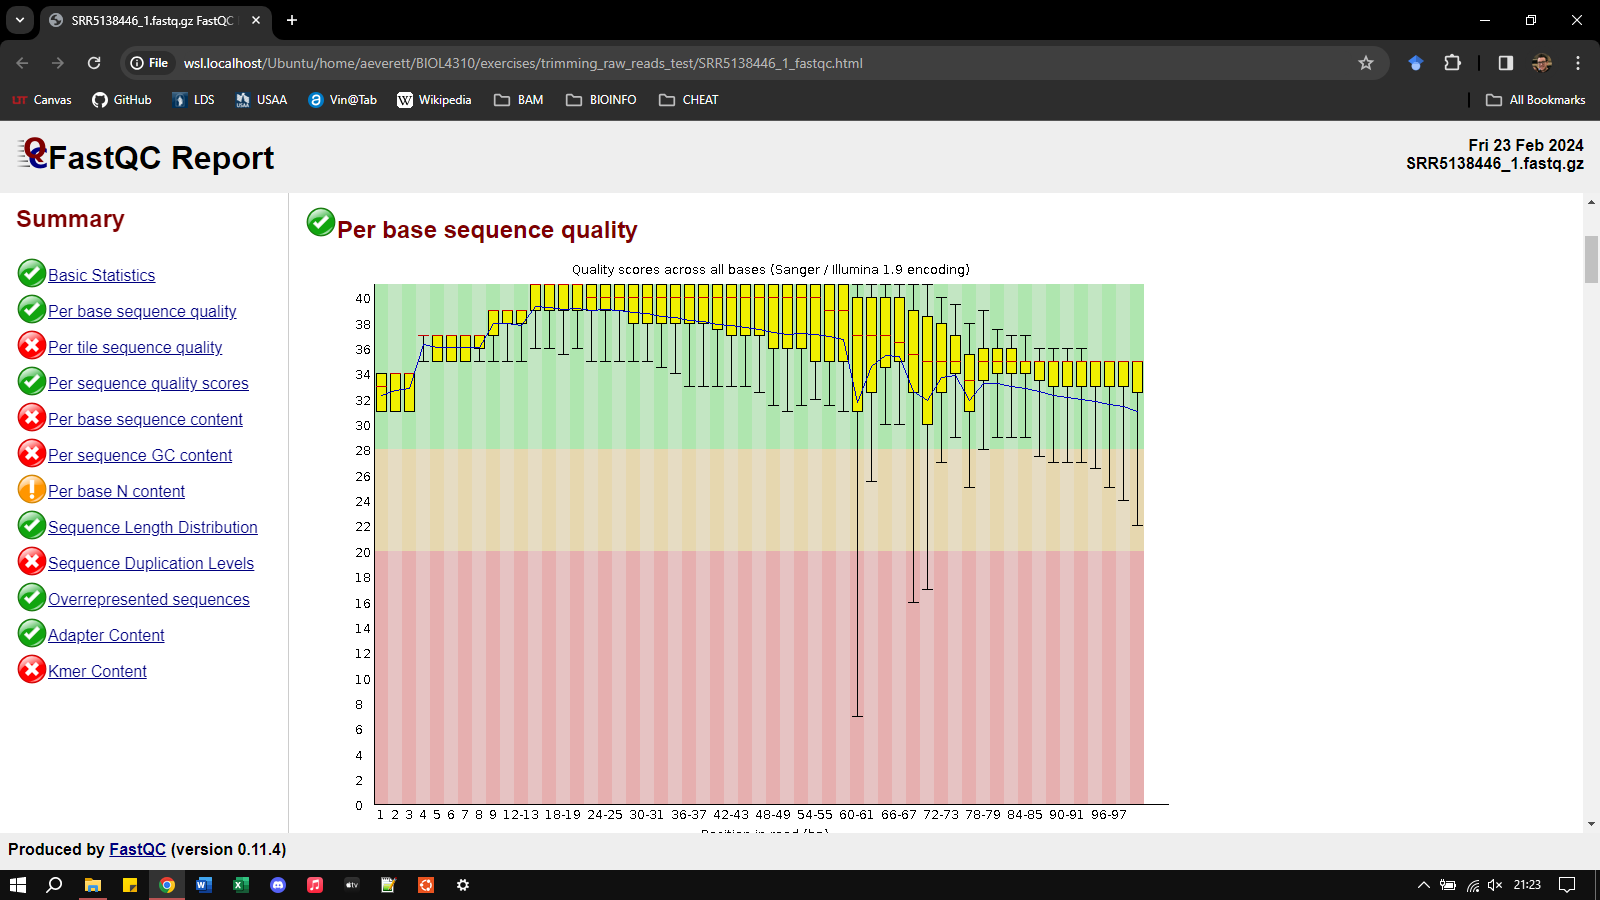 SRR5138446_1.fastq.gz FastQC
File
wsl.localhost/Ubuntu/home/aeverett/BIOL4310/exercises/trimming_raw_reads_test/SRR5138446_1_fastqc.html
Canvas
GitHub
LDS
USAA
Vin@Tab
Wikipedia
BAM
BIOINFO
CHEAT
All Bookmarks
FastQC Report
Fri 23 Feb 2024
SRR5138446_1.fastq.gz
Summary
Basic Statistics
Per base sequence quality
Per tile sequence quality
Per sequence quality scores
Per base sequence content
Per sequence GC content
Per base N content
Sequence Length Distribution
Sequence Duplication Levels
Overrepresented sequences
Adapter Content
Kmer Content
Per base sequence quality
Quality scores across all bases (Sanger / Illumina 1.9 encoding)
40
38
36
34
32
30
28
26
24
22
20
18
16
14
12
10
8
6
4
2
0
1 2 3 4 5 6 7 8 9 12-13 18-19 24-25 30-31 36-37 42-43 48-49 54-55 60-61 66-67 72-73 78-79 84-85 90-91 96-97
Position in read (bp)
Produced by FastQC (version 0.11.4)
21:23